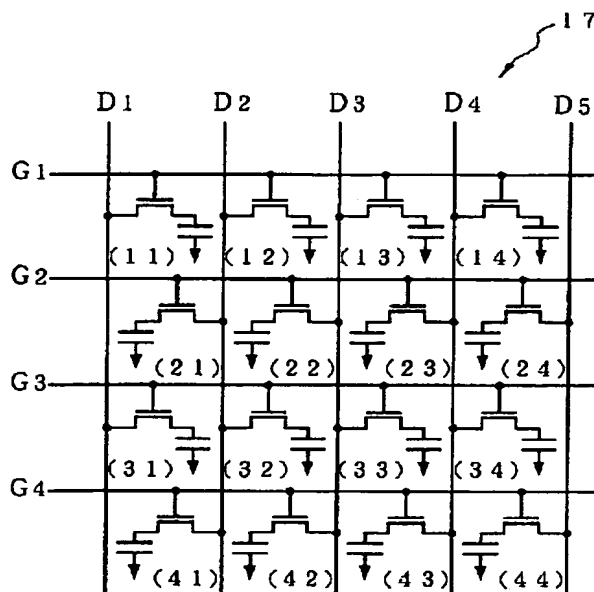 17
D1 D2 D3 D4 D5
G1
(11) (12) (13) (14)
G2
(21) (22) (23) (24)
G3
(31) (32) (33) (34)
G4
(41) (42) (43) (44)